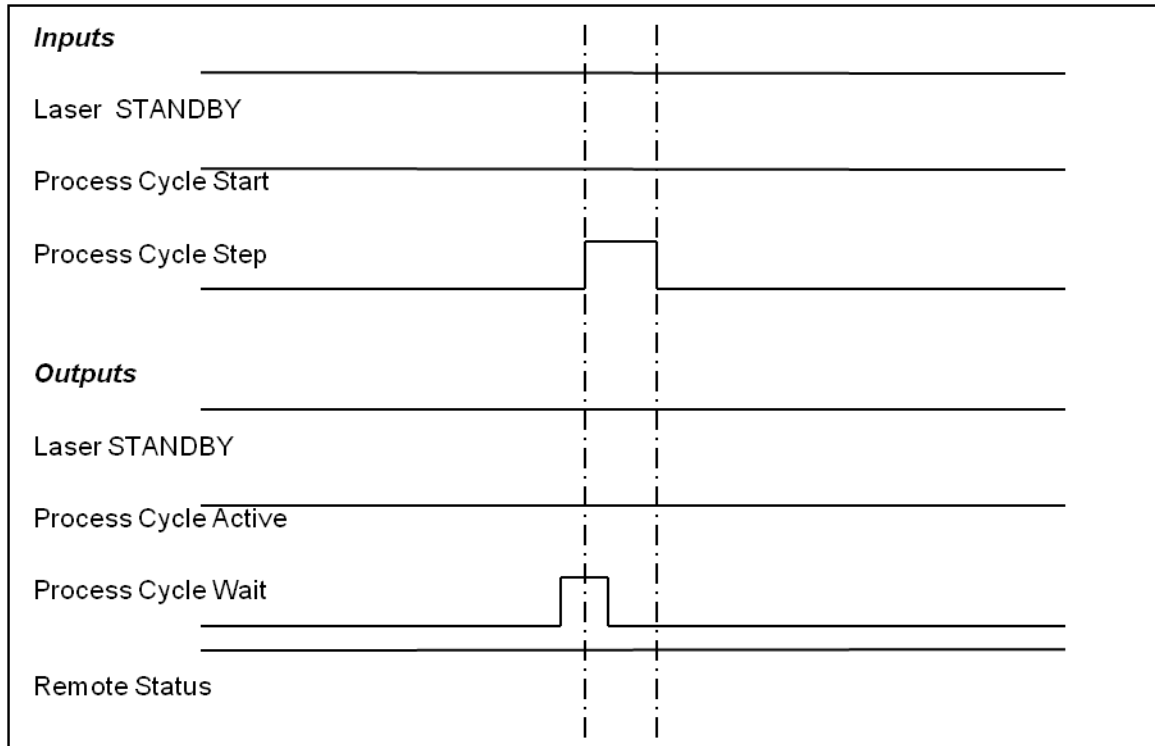 Inputs
Laser STANDBY
Process Cycle Start
Process Cycle Step
Outputs
Laser STANDBY
Process Cycle Active
Process Cycle Wait
Remote Status